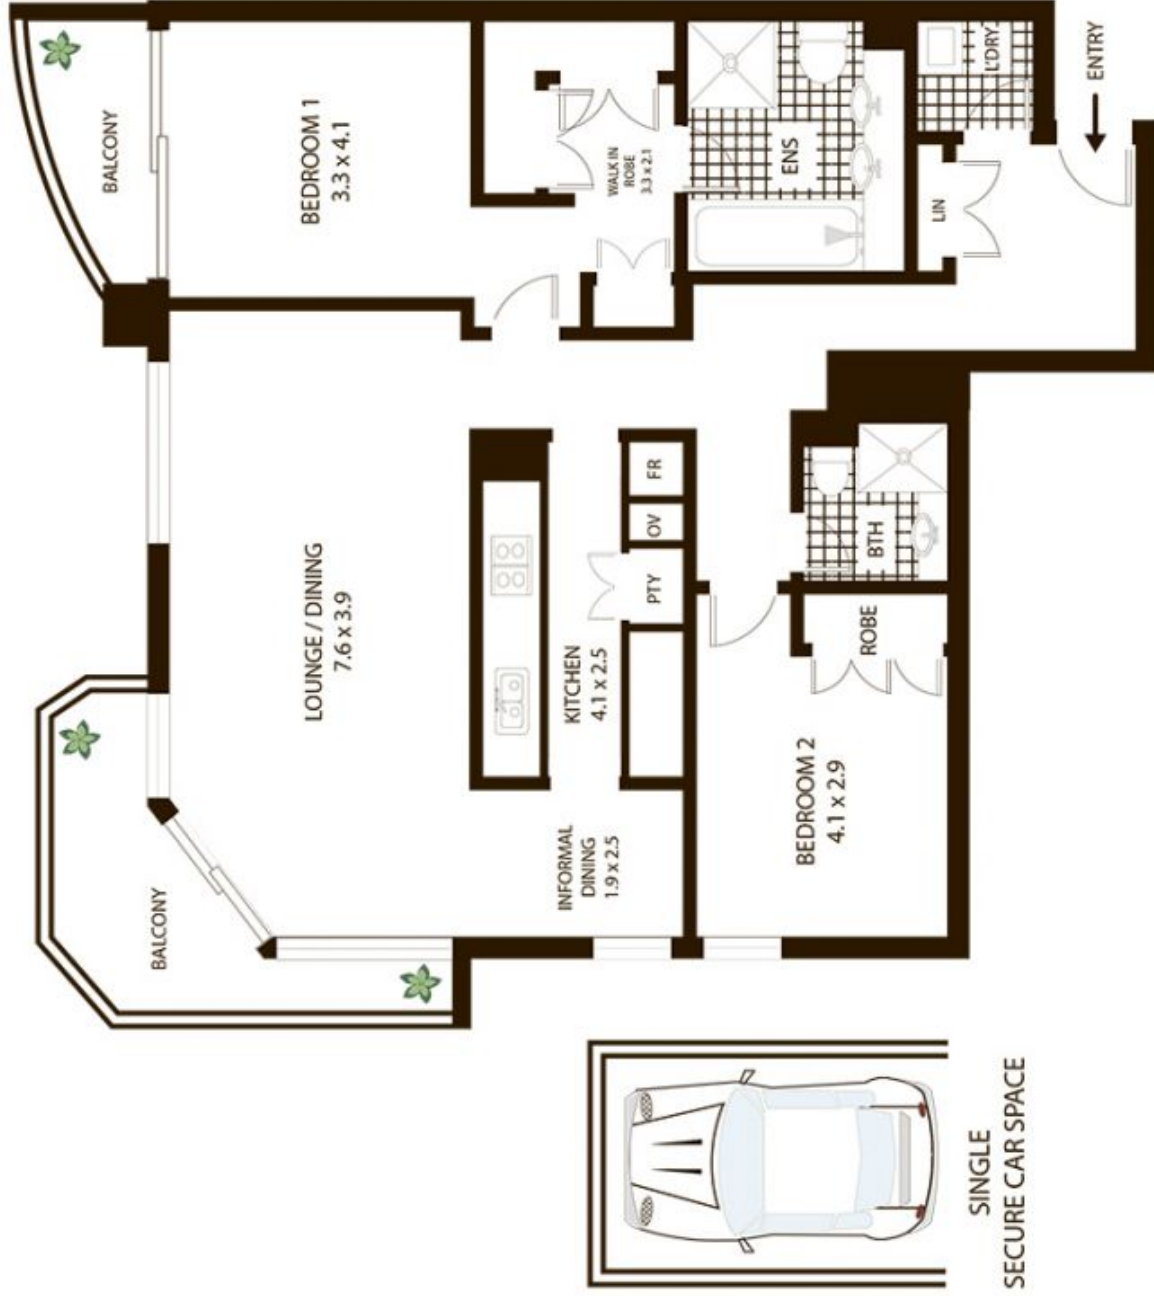 BALCONY
BEDROOM 1
3.3 x 4.1
WALK IN
ROBE
3.3 x 2.1
ENS
L'DRY
ENTRY
LIN
LOUNGE / DINING
7.6 x 3.9
FR
OV
PTY
KITCHEN
4.1 x 2.5
BTH
ROBE
BALCONY
INFORMAL
DINING
1.9 x 2.5
BEDROOM 2
4.1 x 2.9
SINGLE
SECURE CAR SPACE